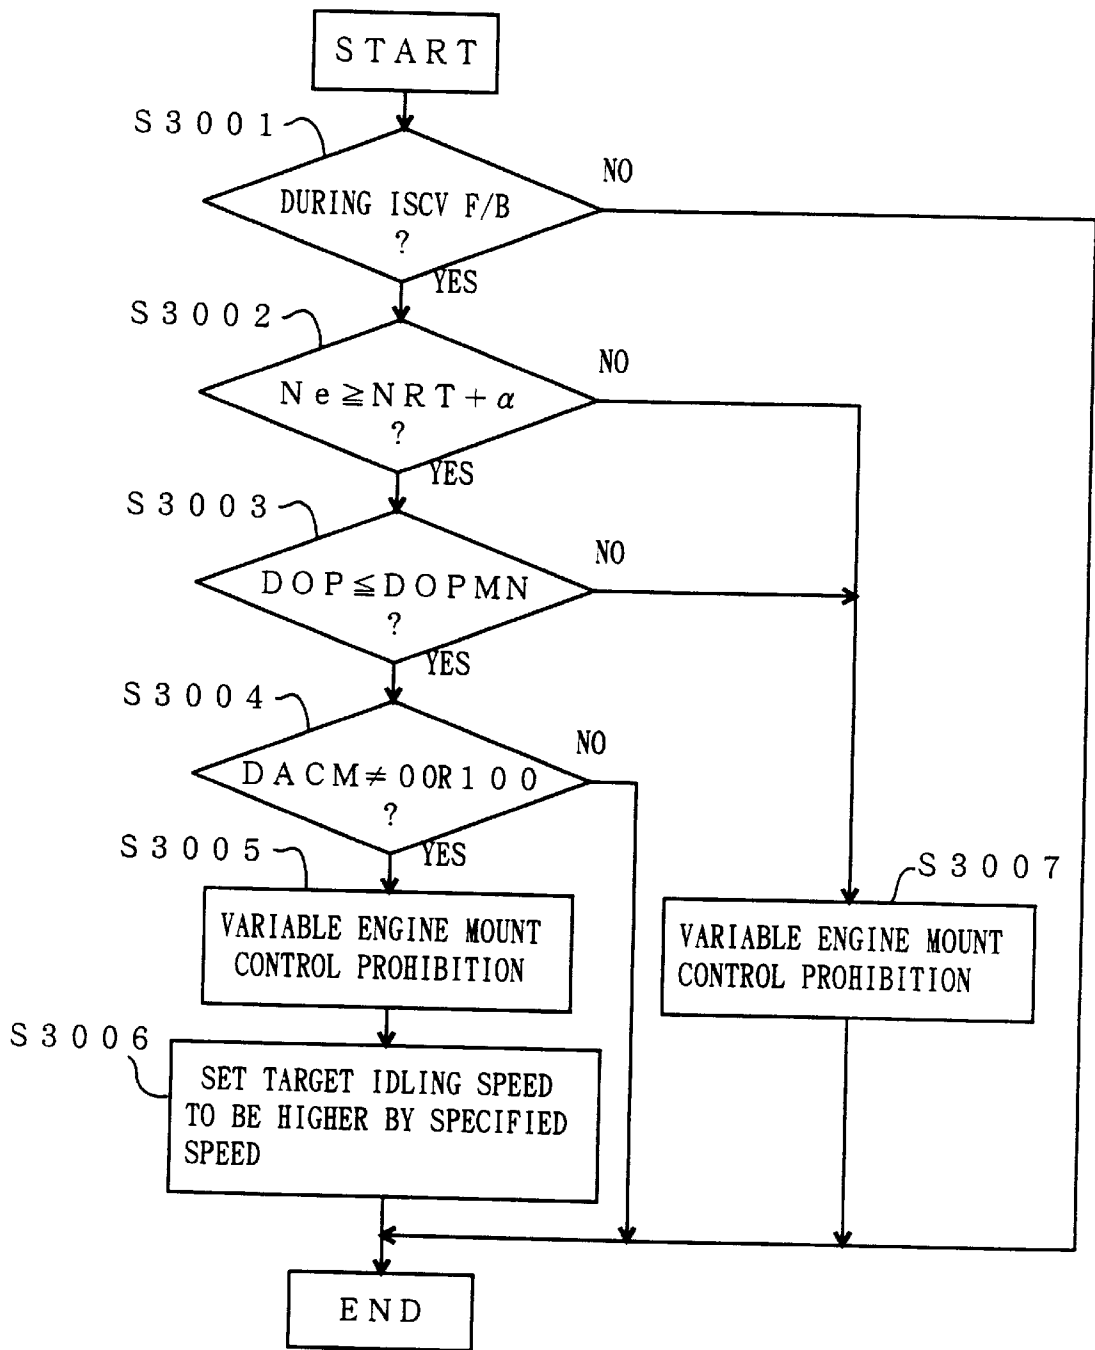 START
S3001
DURING ISCV F/B
?
NO
YES
S3002
Ne≧NRT+α
?
NO
YES
S3003
DOP≦DOPMN
?
NO
YES
S3004
DACM≠0OR100
?
NO
YES
S3005
VARIABLE ENGINE MOUNT
CONTROL PROHIBITION
S3007
VARIABLE ENGINE MOUNT
CONTROL PROHIBITION
S3006
SET TARGET IDLING SPEED
TO BE HIGHER BY SPECIFIED
SPEED
END